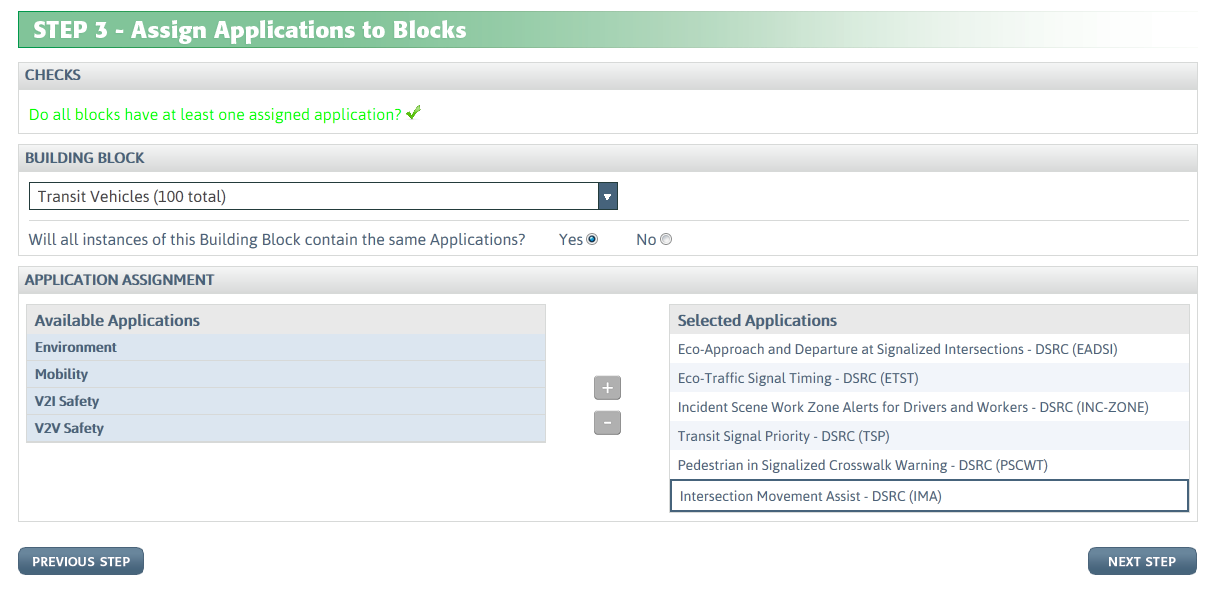 STEP 3 - Assign Applications to Blocks
CHECKS
Do all blocks have at least one assigned application?
BUILDING BLOCK
Transit Vehicles (100 total)
Will all instances of this Building Block contain the same Applications? Yes No
APPLICATION ASSIGNMENT
Available Applications
Environment
Mobility
V2I Safety
V2V Safety
+
-
Selected Applications
Eco-Approach and Departure at Signalized Intersections - DSRC (EADSI)
Eco-Traffic Signal Timing - DSRC (ETST)
Incident Scene Work Zone Alerts for Drivers and Workers - DSRC (INC-ZONE)
Transit Signal Priority - DSRC (TSP)
Pedestrian in Signalized Crosswalk Warning - DSRC (PSCWT)
Intersection Movement Assist - DSRC (IMA)
PREVIOUS STEP
NEXT STEP